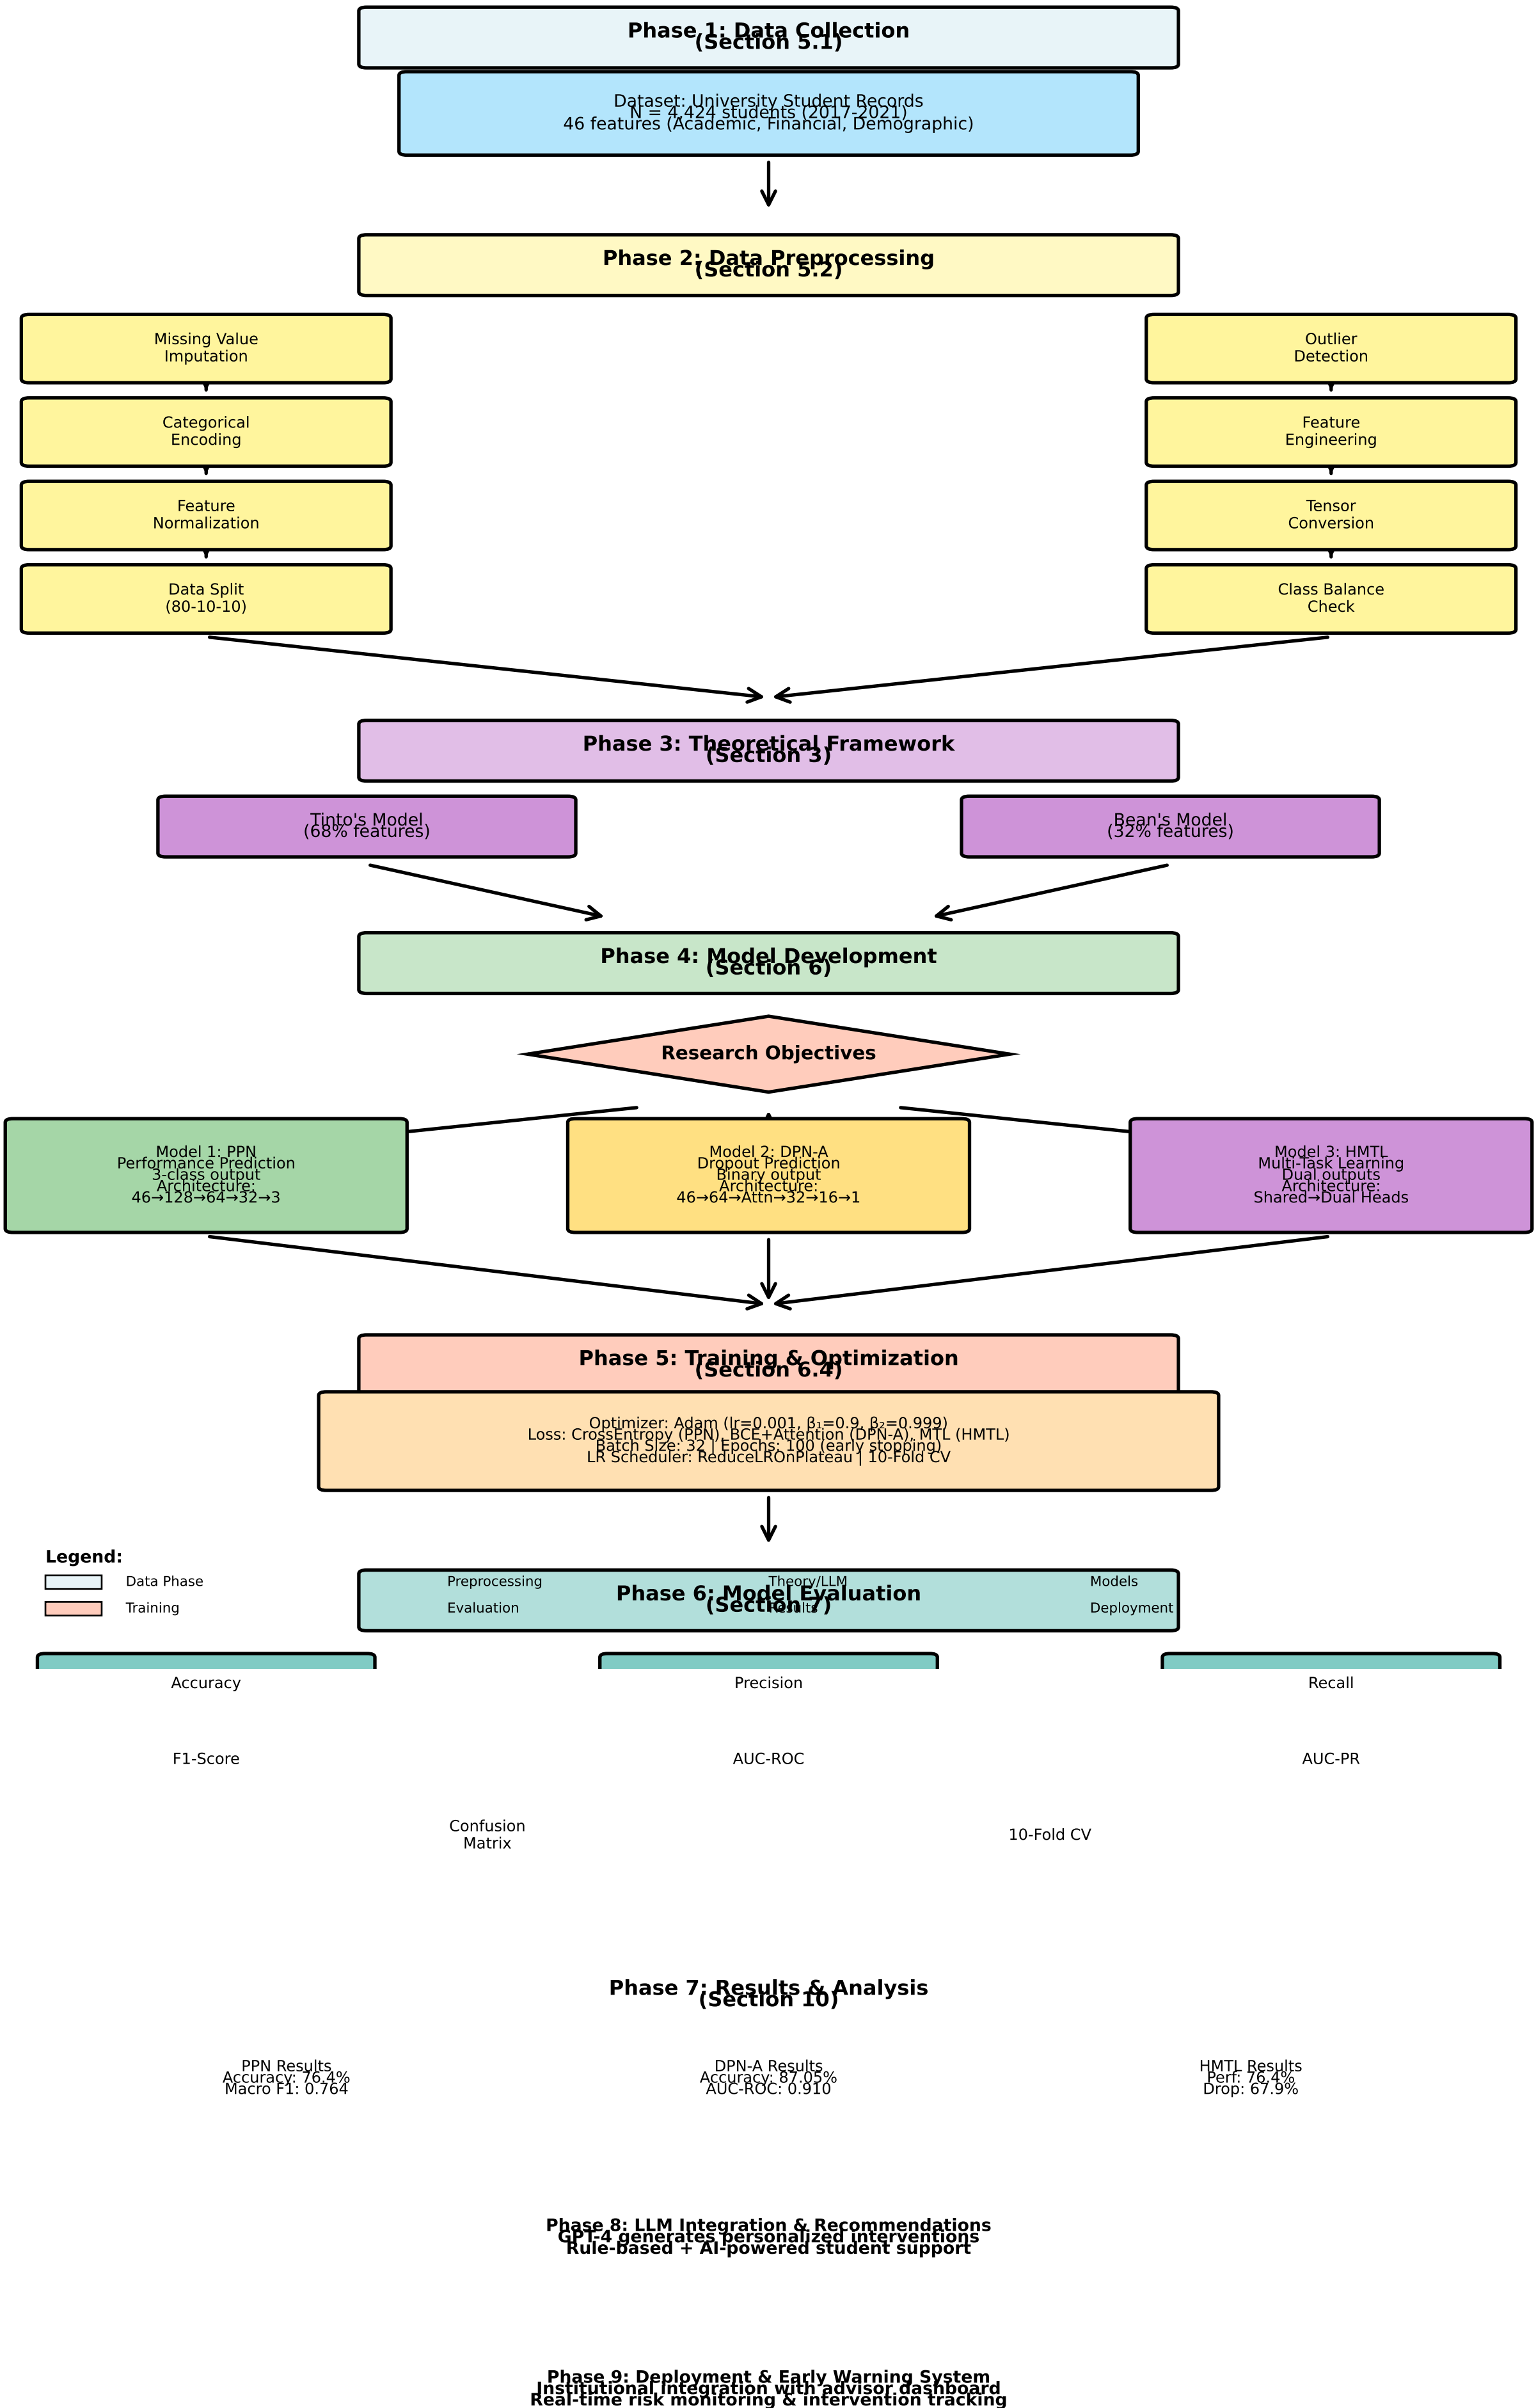 Phase 1: Data Collection
(Section 5.1)
Dataset: University Student Records
N = 4,424 students (2017-2021)
46 features (Academic, Financial, Demographic)
Phase 2: Data Preprocessing
(Section 5.2)
Missing Value
Imputation
Outlier
Detection
Categorical
Encoding
Feature
Engineering
Feature
Normalization
Tensor
Conversion
Data Split
(80-10-10)
Class Balance
Check
Phase 3: Theoretical Framework
(Section 3)
Tinto's Model
(68% features)
Bean's Model
(32% features)
Phase 4: Model Development
(Section 6)
Research Objectives
Model 1: PPN
Performance Prediction
3-class output
Architecture:
46→128→64→32→3
Model 2: DPN-A
Dropout Prediction
Binary output
Architecture:
46→64→Attn→32→16→1
Model 3: HMTL
Multi-Task Learning
Dual outputs
Architecture:
Shared→Dual Heads
Phase 5: Training & Optimization
(Section 6.4)
Optimizer: Adam (lr=0.001, β₁=0.9, β₂=0.999)
Loss: CrossEntropy (PPN), BCE+Attention (DPN-A), MTL (HMTL)
Batch Size: 32 | Epochs: 100 (early stopping)
LR Scheduler: ReduceLROnPlateau | 10-Fold CV
Legend:
Data Phase
Preprocessing
Theory/LLM
Models
Training
Evaluation
Results
Deployment
Phase 6: Model Evaluation
(Section 7)
Accuracy
Precision
Recall
F1-Score
AUC-ROC
AUC-PR
Confusion
Matrix
10-Fold CV
Phase 7: Results & Analysis
(Section 10)
PPN Results
Accuracy: 76.4%
Macro F1: 0.764
DPN-A Results
Accuracy: 87.05%
AUC-ROC: 0.910
HMTL Results
Perf: 76.4%
Drop: 67.9%
Phase 8: LLM Integration & Recommendations
GPT-4 generates personalized interventions
Rule-based + AI-powered student support
Phase 9: Deployment & Early Warning System
Institutional integration with advisor dashboard
Real-time risk monitoring & intervention tracking